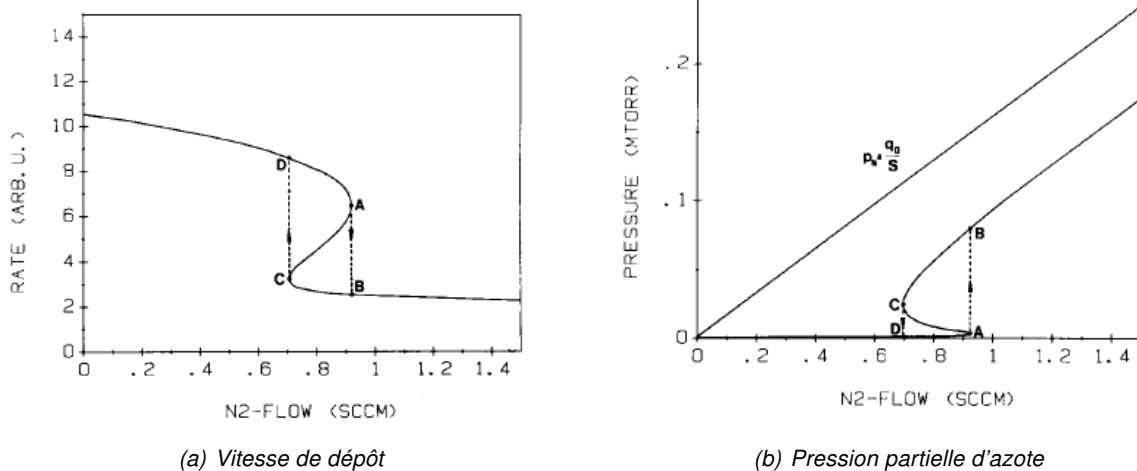 14
12
10
8
6
4
2
0
RATE (ARB. U.)
D
A
C
B
0 .2 .4 .6 .8 1 1.2 1.4
N2-FLOW (SCCM)
(a) Vitesse de dépôt
.2
.1
0
PRESSURE (MTORR)
pN = q0/S
B
C
D
A
0 .2 .4 .6 .8 1 1.2 1.4
N2-FLOW (SCCM)
(b) Pression partielle d'azote